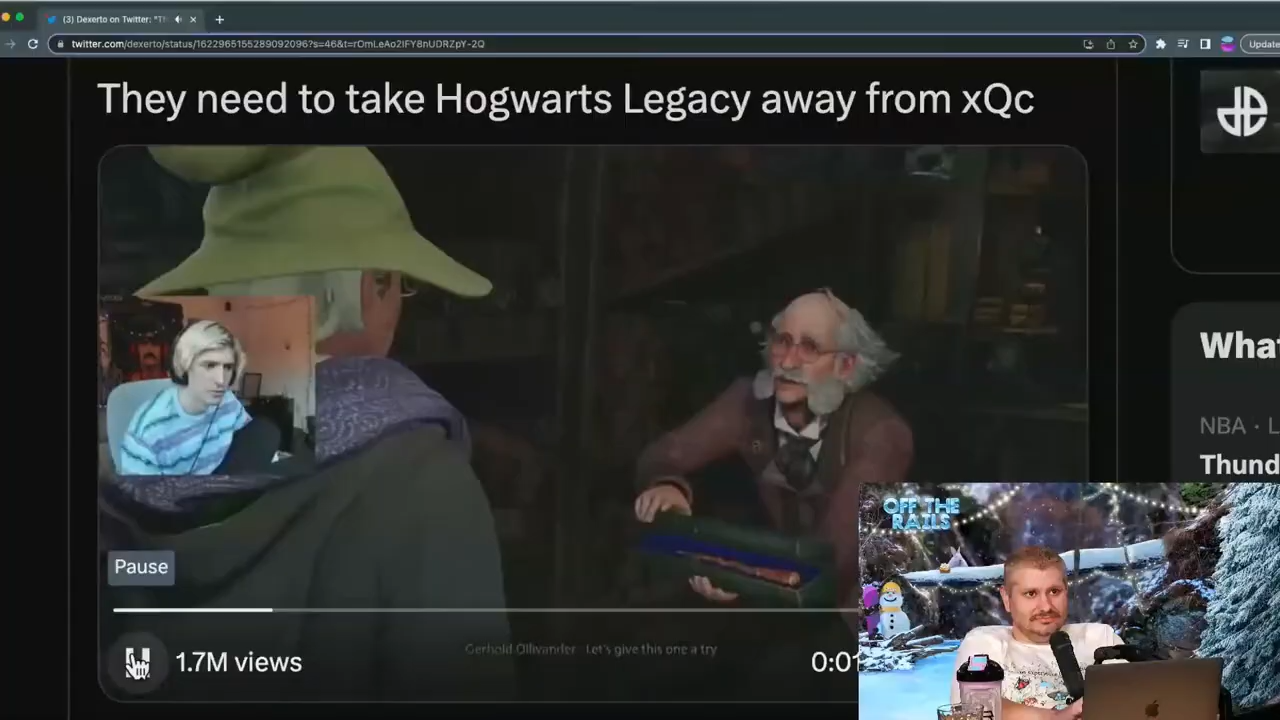 (3) Dexerto on Twitter: "Th
twitter.com/dexerto/status/1622965155289092096?s=46&t=rOmLeAo2IFY8nUDRZpY-2Q
Update
They need to take Hogwarts Legacy away from xQc
What
NBA · L
Thund
OFF THE
RAILS
Pause
Gerhold Ollivander Let's give this one a try
1.7M views
0:01